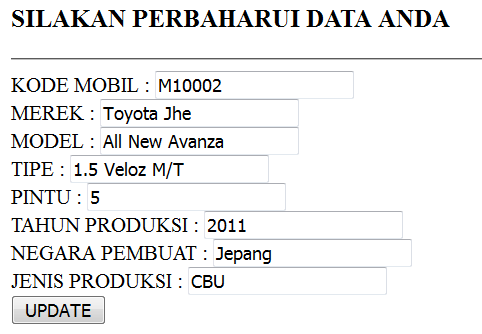 SILAKAN PERBAHARUI DATA ANDA
KODE MOBIL : M10002
MEREK : Toyota Jhe
MODEL : All New Avanza
TIPE : 1.5 Veloz M/T
PINTU : 5
TAHUN PRODUKSI : 2011
NEGARA PEMBUAT : Jepang
JENIS PRODUKSI : CBU
UPDATE